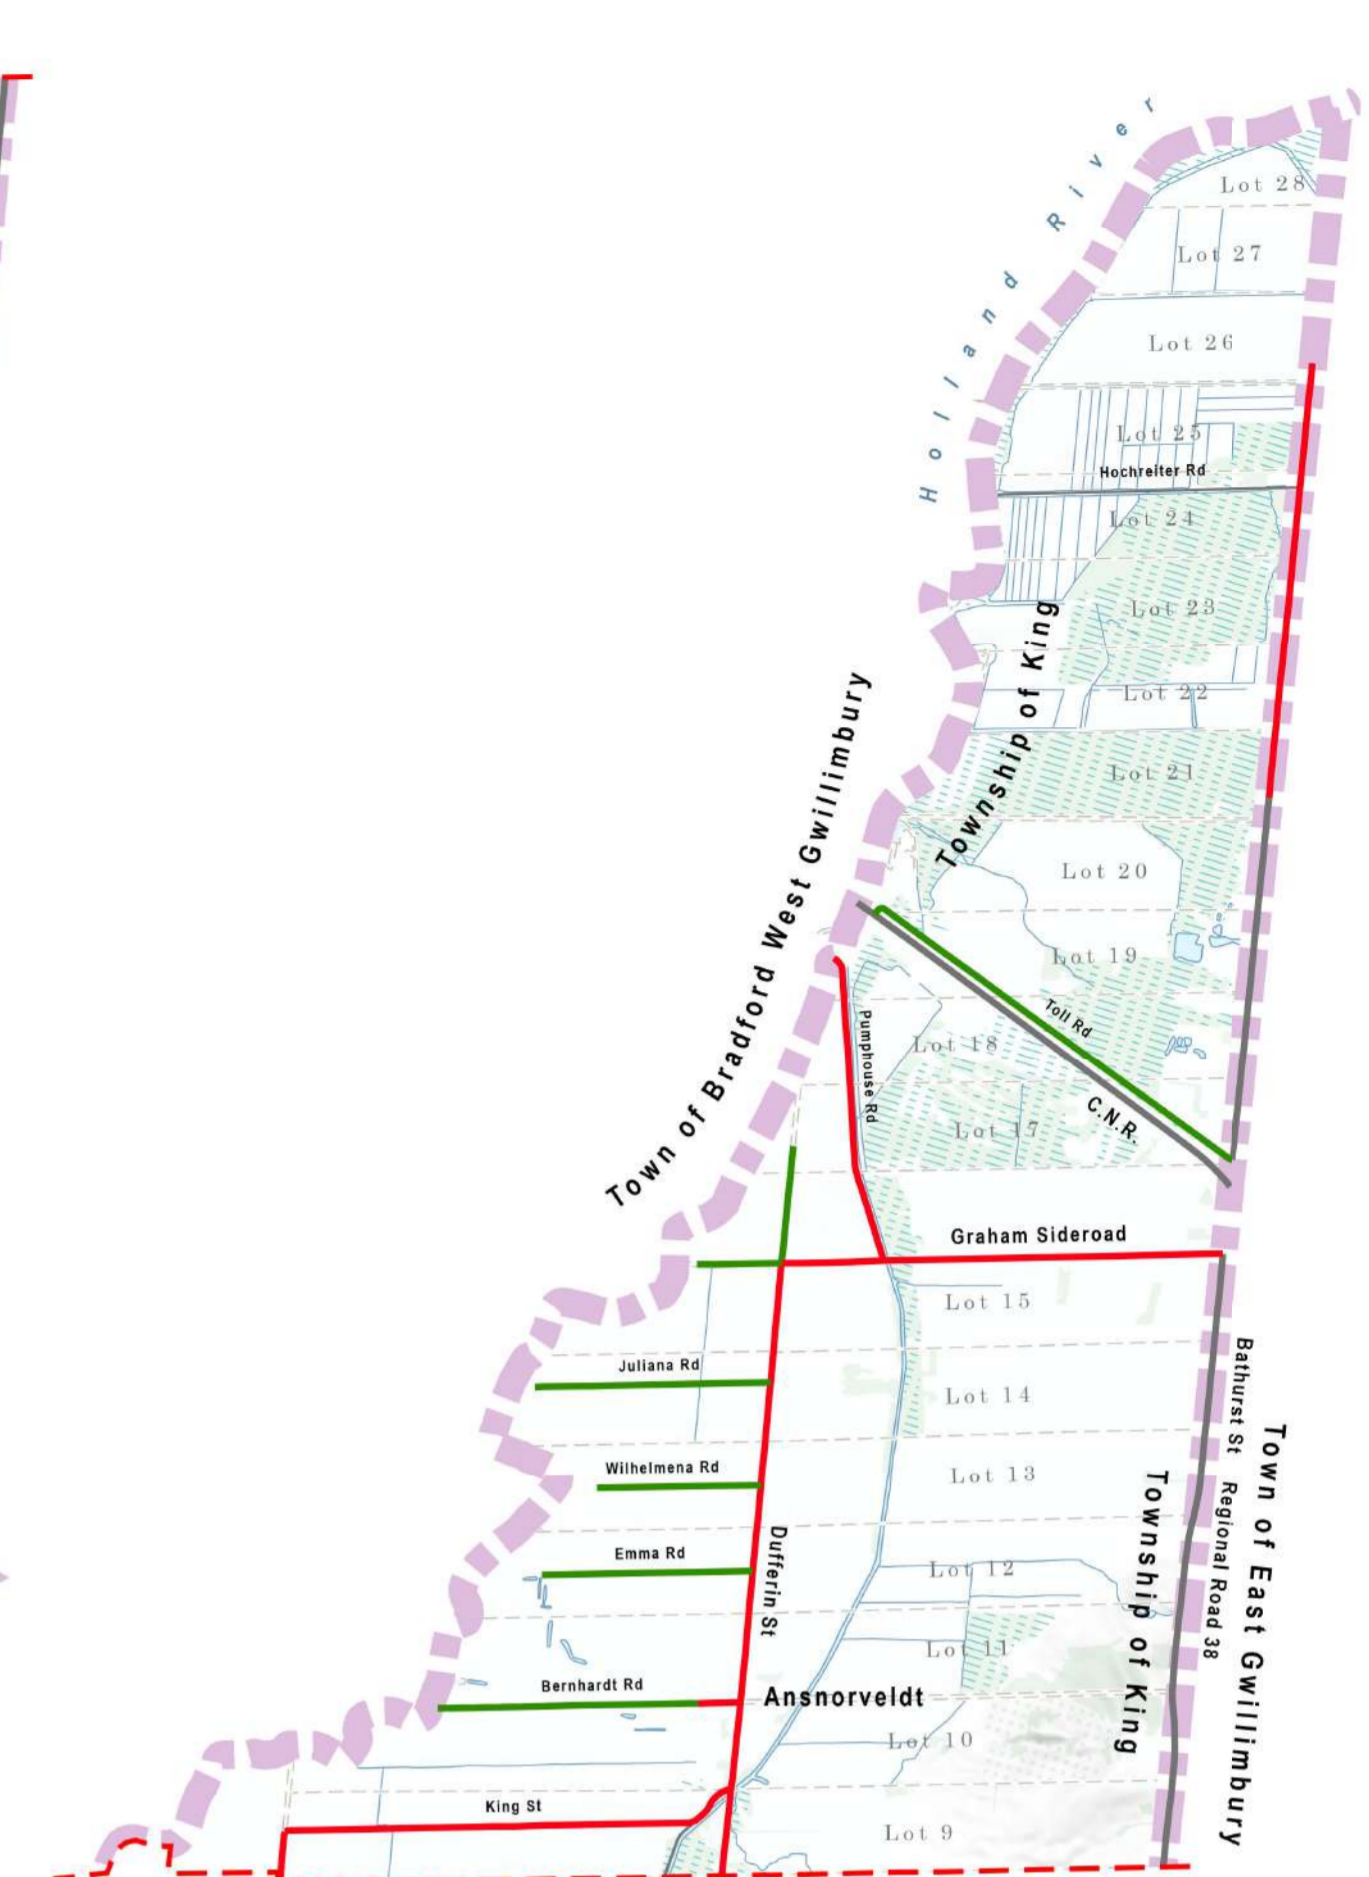 Holland River
Lot 28
Lot 27
Lot 26
Lot 25
Hochreiter Rd
Lot 24
Lot 23
Township of King
Lot 22
Lot 21
Town of Bradford West Gwillimbury
Lot 20
Lot 19
Toll Rd
Pumphouse Rd
Lot 18
C.N.R.
Lot 17
Graham Sideroad
Lot 15
Juliana Rd
Lot 14
Bathurst St Regional Road 38
Town of East Gwillimbury
Wilhelmena Rd
Lot 13
Township of King
Dufferin St
Emma Rd
Lot 12
Lot 11
Bernhardt Rd
Ansnorveldt
Lot 10
King St
Lot 9